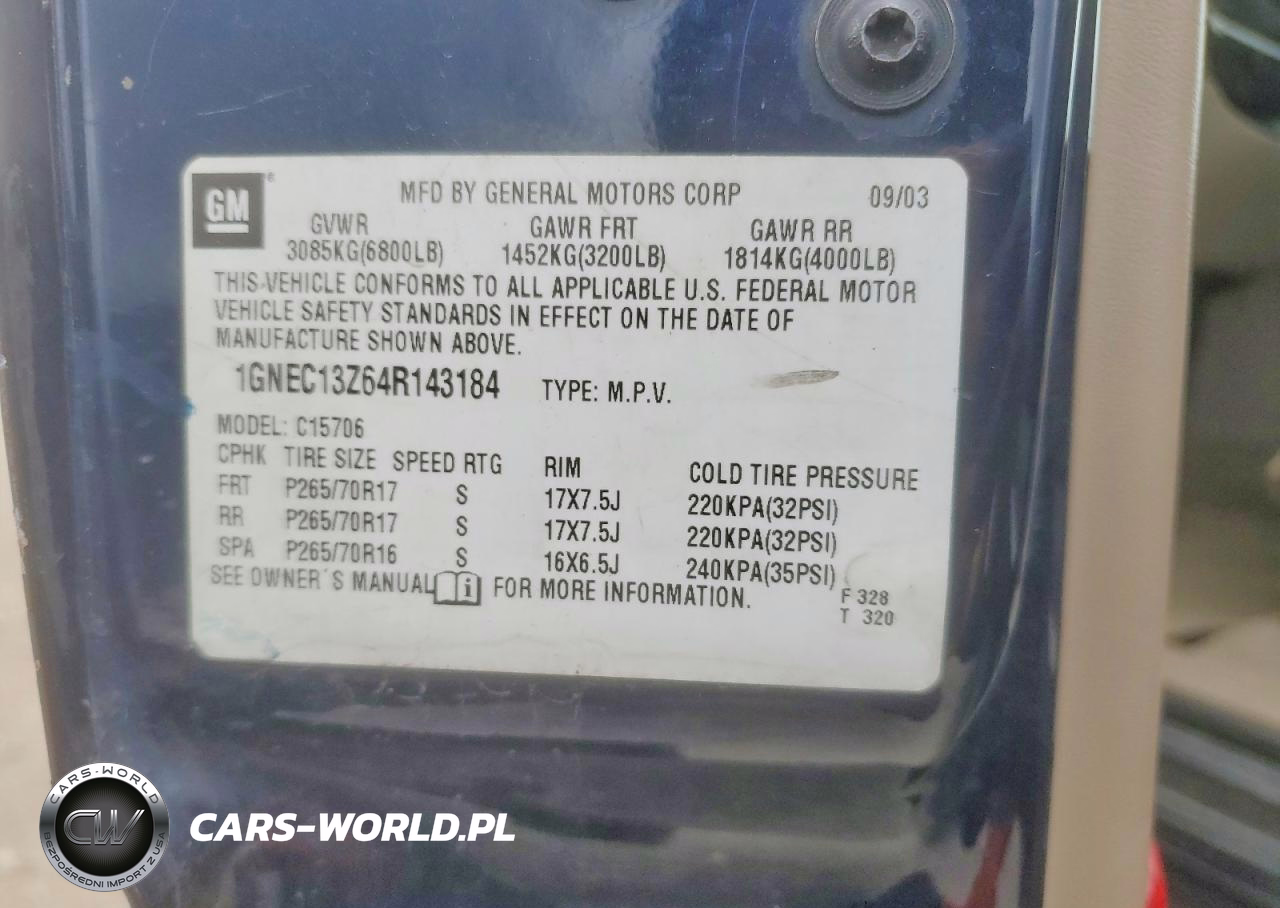 GM ® MFD BY GENERAL MOTORS CORP 09/03
GVWR GAWR FRT GAWR RR
3085KG(6800LB) 1452KG(3200LB) 1814KG(4000LB)
THIS VEHICLE CONFORMS TO ALL APPLICABLE U.S. FEDERAL MOTOR
VEHICLE SAFETY STANDARDS IN EFFECT ON THE DATE OF
MANUFACTURE SHOWN ABOVE.
1GNEC13Z64R143184 TYPE: M.P.V.
MODEL: C15706
CPHK TIRE SIZE SPEED RTG RIM COLD TIRE PRESSURE
FRT P265/70R17 S 17X7.5J 220KPA(32PSI)
RR P265/70R17 S 17X7.5J 220KPA(32PSI)
SPA P265/70R16 S 16X6.5J 240KPA(35PSI)
SEE OWNER'S MANUAL i FOR MORE INFORMATION.
F 328
T 320
CARS-WORLD
CW
BEZPOŚREDNI IMPORT Z USA
CARS-WORLD.PL